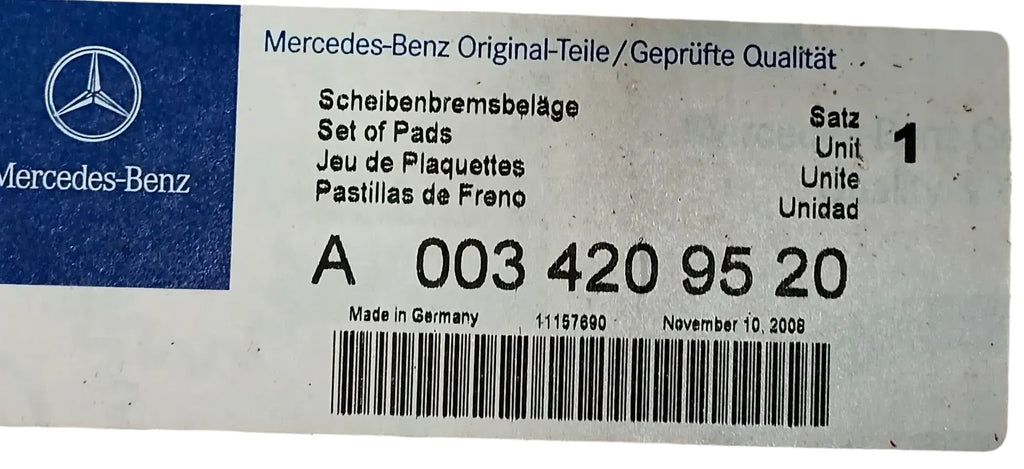 Mercedes-Benz
Mercedes-Benz Original-Teile/Geprüfte Qualität
Scheibenbremsbeläge
Set of Pads
Jeu de Plaquettes
Pastillas de Freno
Satz
Unit
Unite
Unidad
1
A 003 420 95 20
Made in Germany 11157690 November 10, 2008